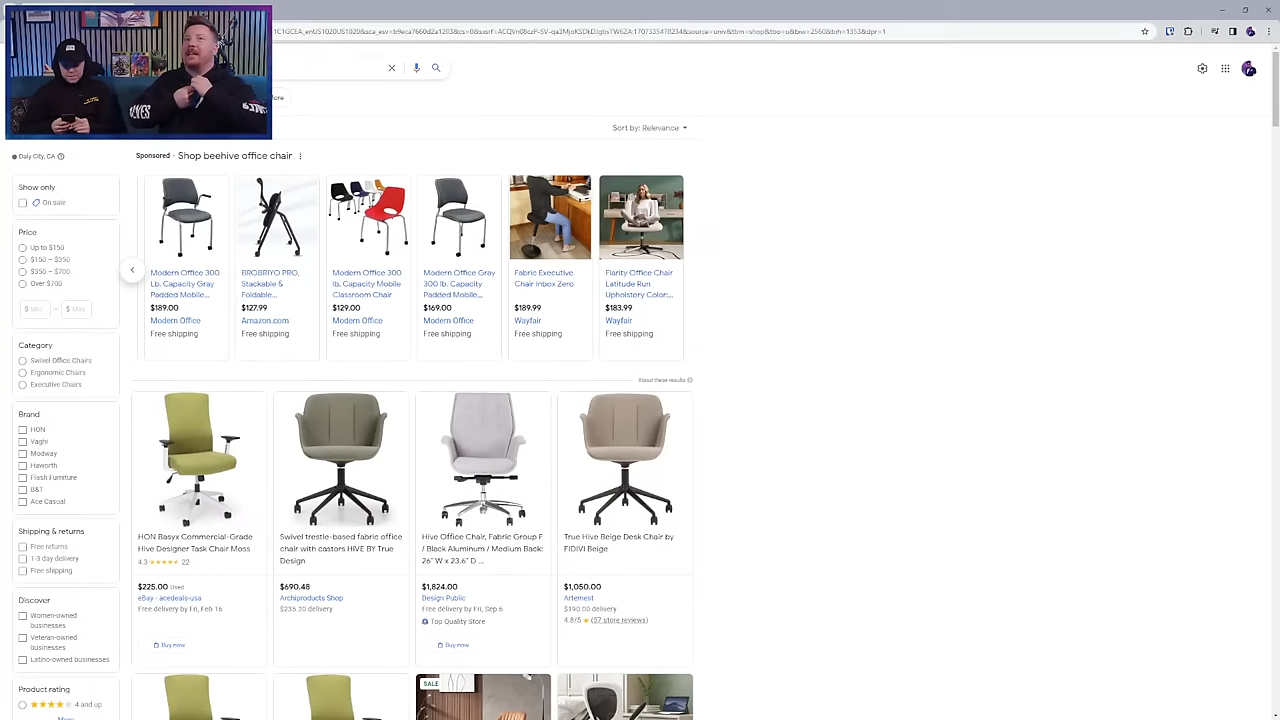 ore
Sort by: Relevance
Daly City, CA
Sponsored · Shop beehive office chair
Show only
On sale
Price
Up to $150
$150 – $350
$350 – $700
Over $700
$ Min – $ Max
Category
Swivel Office Chairs
Ergonomic Chairs
Executive Chairs
Brand
HON
Vaghi
Modway
Haworth
Flash Furniture
B&T
Ace Casual
Shipping & returns
Free returns
1-3 day delivery
Free shipping
Discover
Women-owned
businesses
Veteran-owned
businesses
Latino-owned businesses
Product rating
4 and up
More
Modern Office 300
Lb. Capacity Gray
Padded Mobile...
$189.00
Modern Office
Free shipping
BROBRIYO PRO,
Stackable &
Foldable...
$127.99
Amazon.com
Free shipping
Modern Office 300
lb. Capacity Mobile
Classroom Chair
$129.00
Modern Office
Free shipping
Modern Office Gray
300 lb. Capacity
Padded Mobile...
$169.00
Modern Office
Free shipping
Fabric Executive
Chair Inbox Zero
$189.99
Wayfair
Free shipping
Flarity Office Chair
Latitude Run
Upholstery Color:...
$183.99
Wayfair
Free shipping
About these results
HON Basyx Commercial-Grade
Hive Designer Task Chair Moss
4.3 22
$225.00 Used
eBay - acedeals-usa
Free delivery by Fri, Feb 16
Buy now
Swivel trestle-based fabric office
chair with castors HIVE BY True
Design
$690.48
Archiproducts Shop
$235.20 delivery
Hive Office Chair, Fabric Group F
/ Black Aluminum / Medium Back:
26" W x 23.6" D ...
$1,824.00
Design Public
Free delivery by Fri, Sep 6
Top Quality Store
Buy now
True Hive Beige Desk Chair by
FIDIVI Beige
$1,050.00
Artemest
$190.00 delivery
4.8/5 ★ (57 store reviews)
SALE